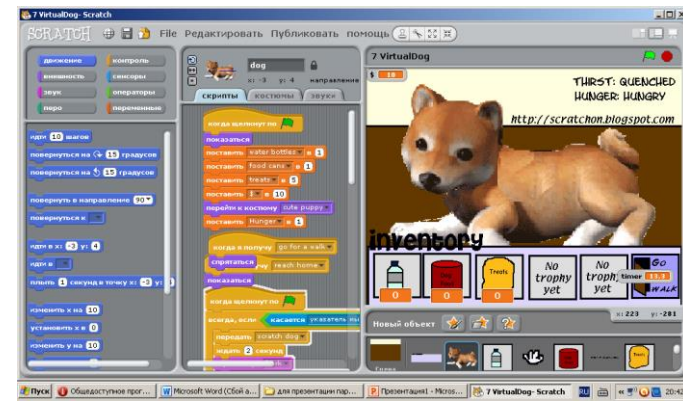 7 VirtualDog- Scratch
SCRATCH File Редактировать Публиковать помощь
движение контроль
внешность сенсоры
звук операторы
перо переменные
идти 10 шагов
повернуться на 15 градусов
повернуться на 15 градусов
повернуть в направление 90
повернуться к
идти в x: -3 y: 4
идти в
плыть 1 секунд в точку x: -3 y:
изменить x на 10
установить x в 0
изменить y на 10
dog
x: -3 y: 4 направление
скрипты костюмы звуки
когда щелкнут по
показаться
поставить water bottles в 1
поставить food cans в 1
поставить treats в 5
поставить $ в 10
перейти к костюму cute puppy
поставить Hunger в 1
когда я получу go for a walk
спрятаться
reach home
показаться
когда щелкнут по
всегда, если касается указатель
передать scratch dog
ждать 2 секунд
7 VirtualDog
$ 10
THIRST: QUENCHED
HUNGER: HUNGRY
http://scratchon.blogspot.com
inventory
Dog Food
Treats
No trophy yet
No trophy yet
timer 13.3
GO
WALK
0
0
0
x: 223 y: -281
Новый объект
Сцена
Пуск
Общедоступное прог...
Microsoft Word (Сбой а...
для презентации пар...
Презентация1 - Micros...
7 VirtualDog- Scratch
RU
20:42